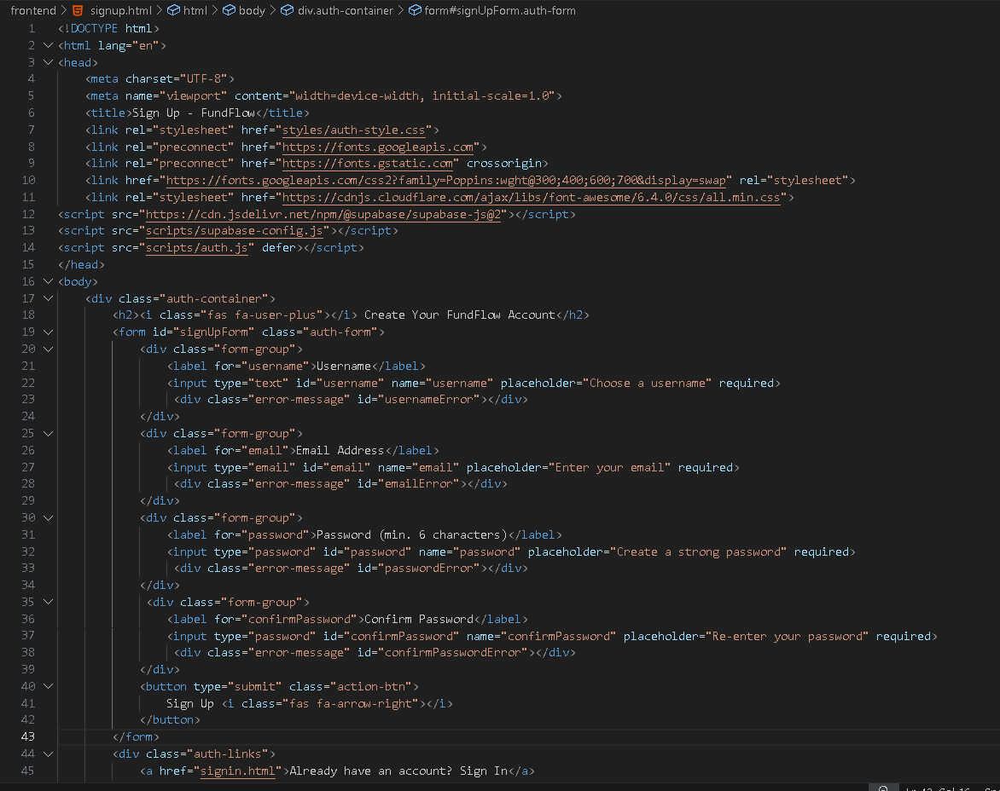 frontend > signup.html > html > body > div.auth-container > form#signUpForm.auth-form
1 <!DOCTYPE html>
2 <html lang="en">
3 <head>
4 <meta charset="UTF-8">
5 <meta name="viewport" content="width=device-width, initial-scale=1.0">
6 <title>Sign Up - FundFlow</title>
7 <link rel="stylesheet" href="styles/auth-style.css">
8 <link rel="preconnect" href="https://fonts.googleapis.com">
9 <link rel="preconnect" href="https://fonts.gstatic.com" crossorigin>
10 <link href="https://fonts.googleapis.com/css2?family=Poppins:wght@300;400;600;700&display=swap" rel="stylesheet">
11 <link rel="stylesheet" href="https://cdnjs.cloudflare.com/ajax/libs/font-awesome/6.4.0/css/all.min.css">
12 <script src="https://cdn.jsdelivr.net/npm/@supabase/supabase-js@2"></script>
13 <script src="scripts/supabase-config.js"></script>
14 <script src="scripts/auth.js" defer></script>
15 </head>
16 <body>
17 <div class="auth-container">
18 <h2><i class="fas fa-user-plus"></i> Create Your FundFlow Account</h2>
19 <form id="signUpForm" class="auth-form">
20 <div class="form-group">
21 <label for="username">Username</label>
22 <input type="text" id="username" name="username" placeholder="Choose a username" required>
23 <div class="error-message" id="usernameError"></div>
24 </div>
25 <div class="form-group">
26 <label for="email">Email Address</label>
27 <input type="email" id="email" name="email" placeholder="Enter your email" required>
28 <div class="error-message" id="emailError"></div>
29 </div>
30 <div class="form-group">
31 <label for="password">Password (min. 6 characters)</label>
32 <input type="password" id="password" name="password" placeholder="Create a strong password" required>
33 <div class="error-message" id="passwordError"></div>
34 </div>
35 <div class="form-group">
36 <label for="confirmPassword">Confirm Password</label>
37 <input type="password" id="confirmPassword" name="confirmPassword" placeholder="Re-enter your password" required>
38 <div class="error-message" id="confirmPasswordError"></div>
39 </div>
40 <button type="submit" class="action-btn">
41 Sign Up <i class="fas fa-arrow-right"></i>
42 </button>
43 </form>
44 <div class="auth-links">
45 <a href="signin.html">Already have an account? Sign In</a>